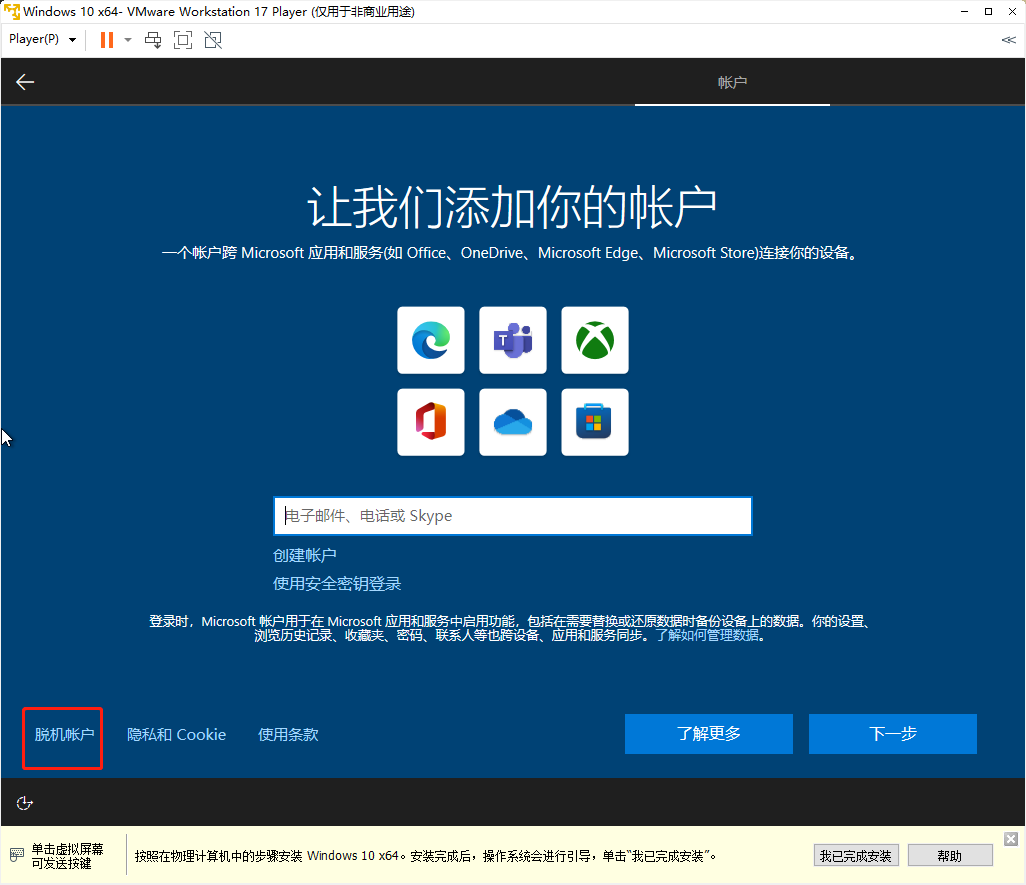 Windows 10 x64- VMware Workstation 17 Player (仅用于非商业用途)
Player(P)
帐户
让我们添加你的帐户
一个帐户跨 Microsoft 应用和服务(如 Office、OneDrive、Microsoft Edge、Microsoft Store)连接你的设备。
电子邮件、电话或 Skype
创建帐户
使用安全密钥登录
登录时，Microsoft 帐户用于在 Microsoft 应用和服务中启用功能，包括在需要替换或还原数据时备份设备上的数据。你的设置、
浏览历史记录、收藏夹、密码、联系人等也跨设备、应用和服务同步。了解如何管理数据。
脱机帐户
隐私和 Cookie
使用条款
了解更多
下一步
单击虚拟屏幕
可发送按键
按照在物理计算机中的步骤安装 Windows 10 x64。安装完成后，操作系统会进行引导，单击“我已完成安装”。
我已完成安装
帮助